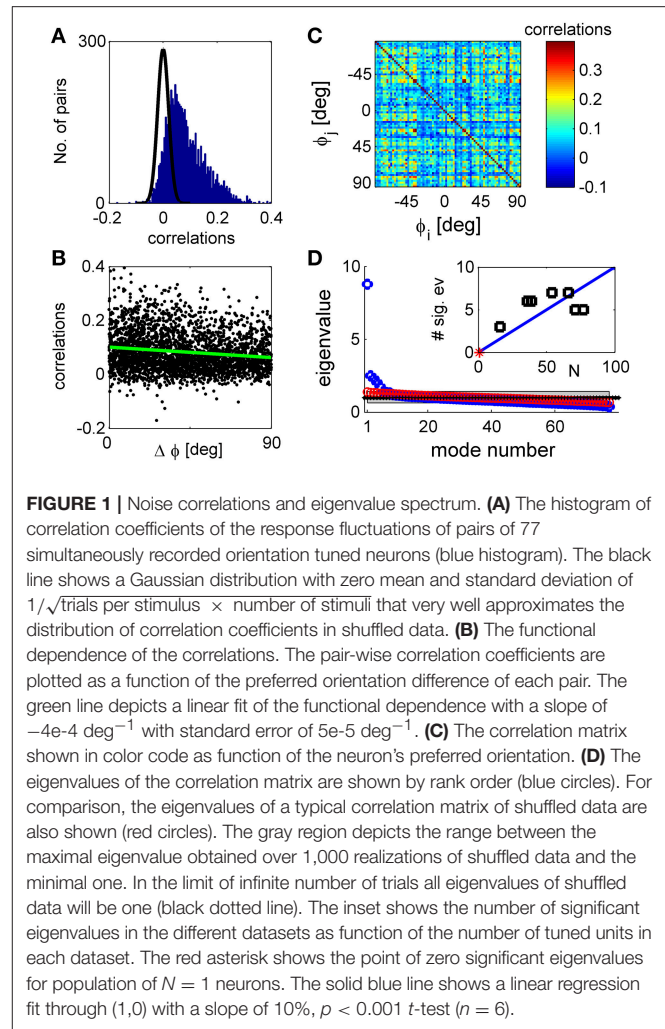 A
300
No. of pairs
0
-0.2
0
0.2
0.4
correlations
C
correlations
-45
0
45
90
ϕj [deg]
-45
0
45
90
ϕi [deg]
0.3
0.2
0.1
0
-0.1
B
0.4
0.2
0
-0.2
correlations
0
90
Δ ϕ [deg]
D
10
5
0
eigenvalue
1
20
40
60
mode number
10
5
0
# sig. ev
0
50
N
100
FIGURE 1 | Noise correlations and eigenvalue spectrum. (A) The histogram of
correlation coefficients of the response fluctuations of pairs of 77
simultaneously recorded orientation tuned neurons (blue histogram). The black
line shows a Gaussian distribution with zero mean and standard deviation of
1/√trials per stimulus × number of stimuli that very well approximates the
distribution of correlation coefficients in shuffled data. (B) The functional
dependence of the correlations. The pair-wise correlation coefficients are
plotted as a function of the preferred orientation difference of each pair. The
green line depicts a linear fit of the functional dependence with a slope of
−4e-4 deg⁻¹ with standard error of 5e-5 deg⁻¹. (C) The correlation matrix
shown in color code as function of the neuron's preferred orientation. (D) The
eigenvalues of the correlation matrix are shown by rank order (blue circles). For
comparison, the eigenvalues of a typical correlation matrix of shuffled data are
also shown (red circles). The gray region depicts the range between the
maximal eigenvalue obtained over 1,000 realizations of shuffled data and the
minimal one. In the limit of infinite number of trials all eigenvalues of shuffled
data will be one (black dotted line). The inset shows the number of significant
eigenvalues in the different datasets as function of the number of tuned units in
each dataset. The red asterisk shows the point of zero significant eigenvalues
for population of N = 1 neurons. The solid blue line shows a linear regression
fit through (1,0) with a slope of 10%, p < 0.001 t-test (n = 6).